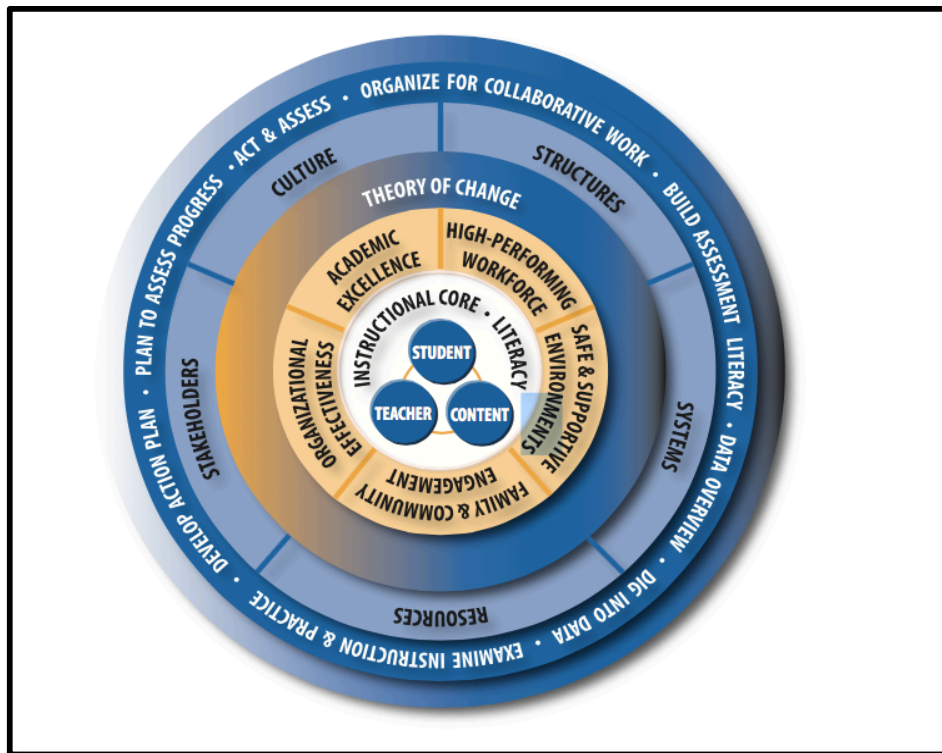 ORGANIZE FOR COLLABORATIVE WORK • BUILD ASSESSMENT LITERACY • DATA OVERVIEW • DIG INTO DATA • EXAMINE INSTRUCTION & PRACTICE • DEVELOP ACTION PLAN • PLAN TO ASSESS PROGRESS • ACT & ASSESS •
CULTURE
STRUCTURES
SYSTEMS
RESOURCES
STAKEHOLDERS
THEORY OF CHANGE
ACADEMIC
EXCELLENCE
HIGH-PERFORMING
WORKFORCE
SAFE & SUPPORTIVE
ENVIRONMENTS
FAMILY & COMMUNITY
ENGAGEMENT
ORGANIZATIONAL
EFFECTIVENESS
INSTRUCTIONAL CORE • LITERACY
STUDENT
TEACHER
CONTENT